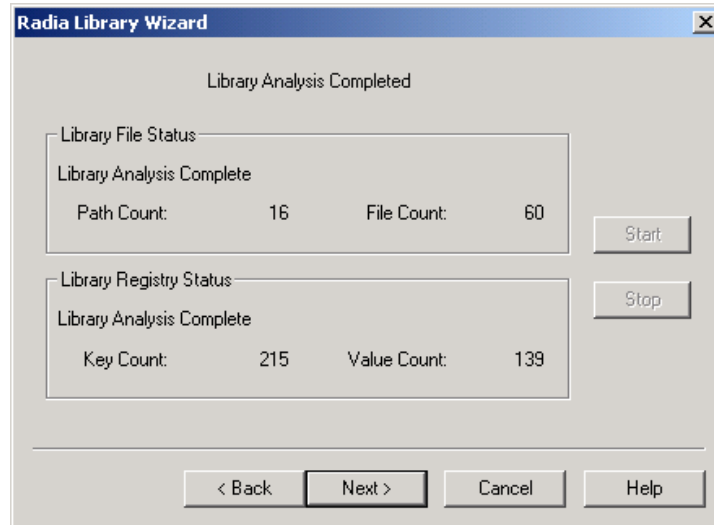 Radia Library Wizard
Library Analysis Completed
Library File Status
Library Analysis Complete
Path Count: 16 File Count: 60
Start
Library Registry Status
Stop
Library Analysis Complete
Key Count: 215 Value Count: 139
< Back Next > Cancel Help